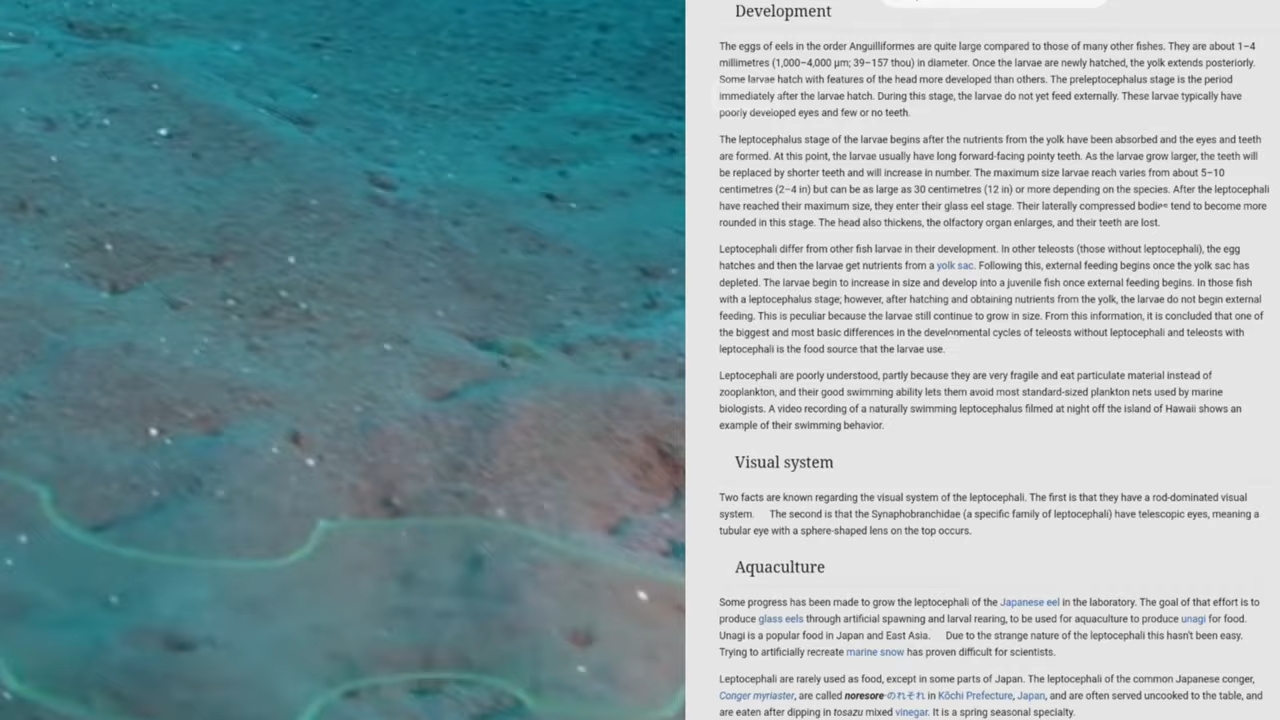 Development
The eggs of eels in the order Anguilliformes are quite large compared to those of many other fishes. They are about 1–4
millimetres (1,000–4,000 μm; 39–157 thou) in diameter. Once the larvae are newly hatched, the yolk extends posteriorly.
Some larvae hatch with features of the head more developed than others. The preleptocephalus stage is the period
immediately after the larvae hatch. During this stage, the larvae do not yet feed externally. These larvae typically have
poorly developed eyes and few or no teeth.
The leptocephalus stage of the larvae begins after the nutrients from the yolk have been absorbed and the eyes and teeth
are formed. At this point, the larvae usually have long forward-facing pointy teeth. As the larvae grow larger, the teeth will
be replaced by shorter teeth and will increase in number. The maximum size larvae reach varies from about 5–10
centimetres (2–4 in) but can be as large as 30 centimetres (12 in) or more depending on the species. After the leptocephali
have reached their maximum size, they enter their glass eel stage. Their laterally compressed bodies tend to become more
rounded in this stage. The head also thickens, the olfactory organ enlarges, and their teeth are lost.
Leptocephali differ from other fish larvae in their development. In other teleosts (those without leptocephali), the egg
hatches and then the larvae get nutrients from a yolk sac. Following this, external feeding begins once the yolk sac has
depleted. The larvae begin to increase in size and develop into a juvenile fish once external feeding begins. In those fish
with a leptocephalus stage; however, after hatching and obtaining nutrients from the yolk, the larvae do not begin external
feeding. This is peculiar because the larvae still continue to grow in size. From this information, it is concluded that one of
the biggest and most basic differences in the developmental cycles of teleosts without leptocephali and teleosts with
leptocephali is the food source that the larvae use.
Leptocephali are poorly understood, partly because they are very fragile and eat particulate material instead of
zooplankton, and their good swimming ability lets them avoid most standard-sized plankton nets used by marine
biologists. A video recording of a naturally swimming leptocephalus filmed at night off the island of Hawaii shows an
example of their swimming behavior.
Visual system
Two facts are known regarding the visual system of the leptocephali. The first is that they have a rod-dominated visual
system. The second is that the Synaphobranchidae (a specific family of leptocephali) have telescopic eyes, meaning a
tubular eye with a sphere-shaped lens on the top occurs.
Aquaculture
Some progress has been made to grow the leptocephali of the Japanese eel in the laboratory. The goal of that effort is to
produce glass eels through artificial spawning and larval rearing, to be used for aquaculture to produce unagi for food.
Unagi is a popular food in Japan and East Asia. Due to the strange nature of the leptocephali this hasn't been easy.
Trying to artificially recreate marine snow has proven difficult for scientists.
Leptocephali are rarely used as food, except in some parts of Japan. The leptocephali of the common Japanese conger,
Conger myriaster, are called noresore のれそれ in Kōchi Prefecture, Japan, and are often served uncooked to the table, and
are eaten after dipping in tosazu mixed vinegar. It is a spring seasonal specialty.